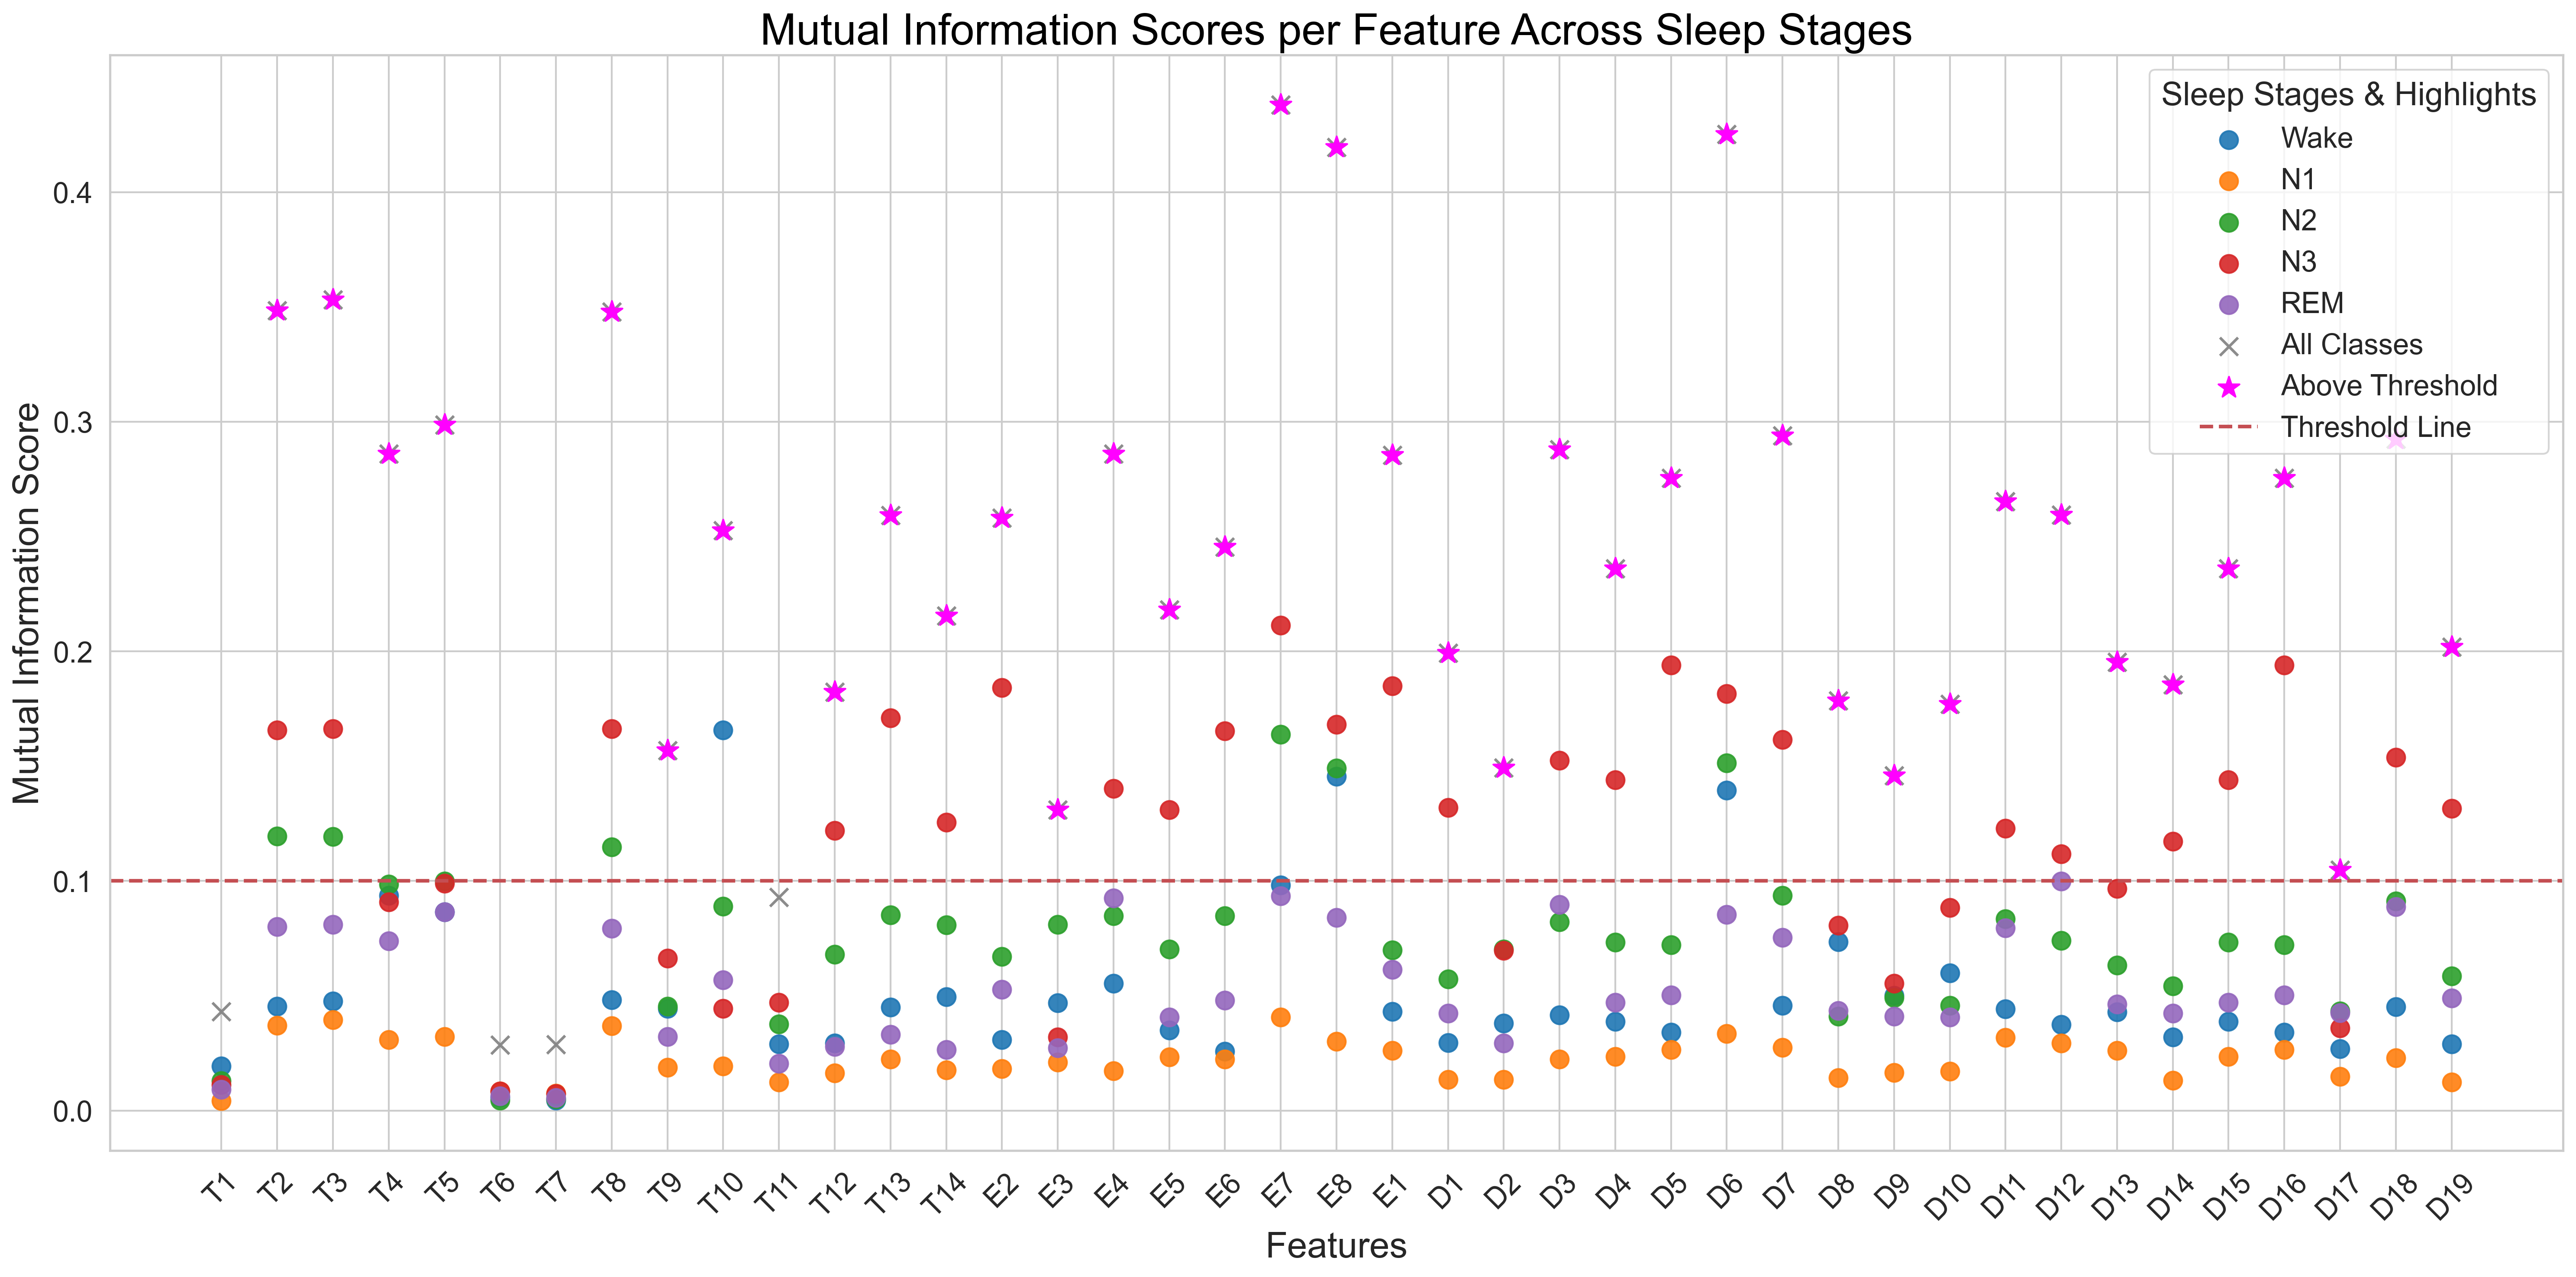 Mutual Information Scores per Feature Across Sleep Stages
Sleep Stages & Highlights
Wake
N1
N2
N3
REM
All Classes
Above Threshold
Threshold Line
Mutual Information Score
0.4
0.3
0.2
0.1
0.0
T1 T2 T3 T4 T5 T6 T7 T8 T9 T10 T11 T12 T13 T14 E2 E3 E4 E5 E6 E7 E8 E1 D1 D2 D3 D4 D5 D6 D7 D8 D9 D10 D11 D12 D13 D14 D15 D16 D17 D18 D19
Features